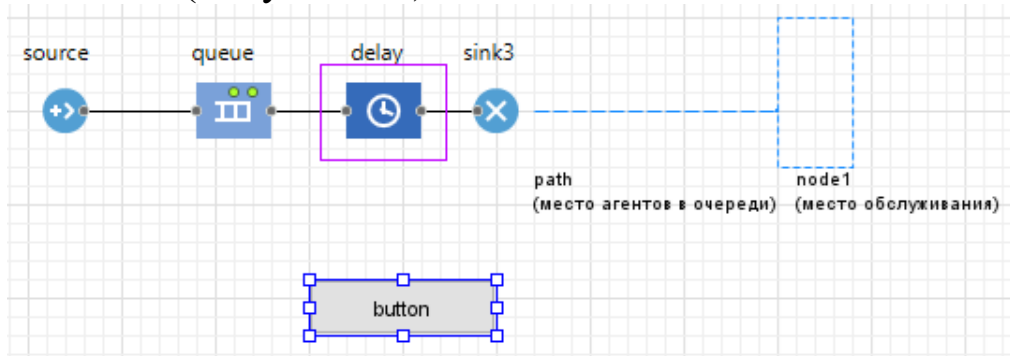 source queue delay sink3
path node1
(место агентов в очереди) (место обслуживания)
button